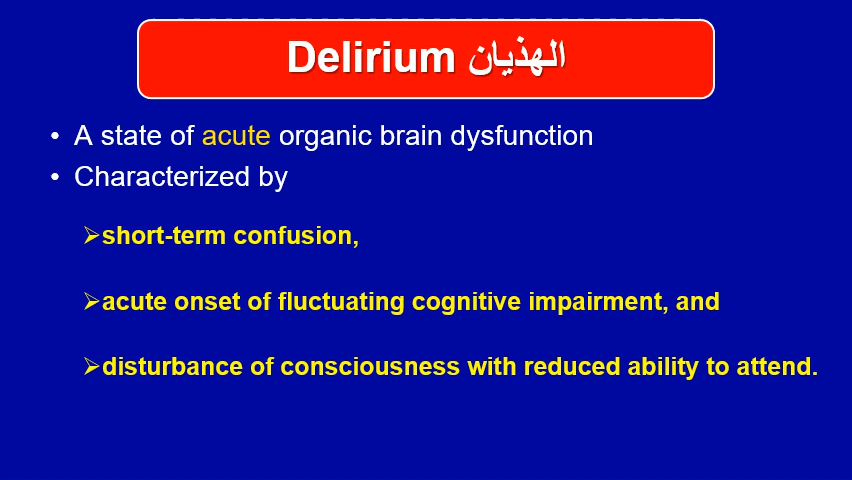 Delirium الهذيان
• A state of acute organic brain dysfunction
• Characterized by
➢short-term confusion,
➢acute onset of fluctuating cognitive impairment, and
➢disturbance of consciousness with reduced ability to attend.